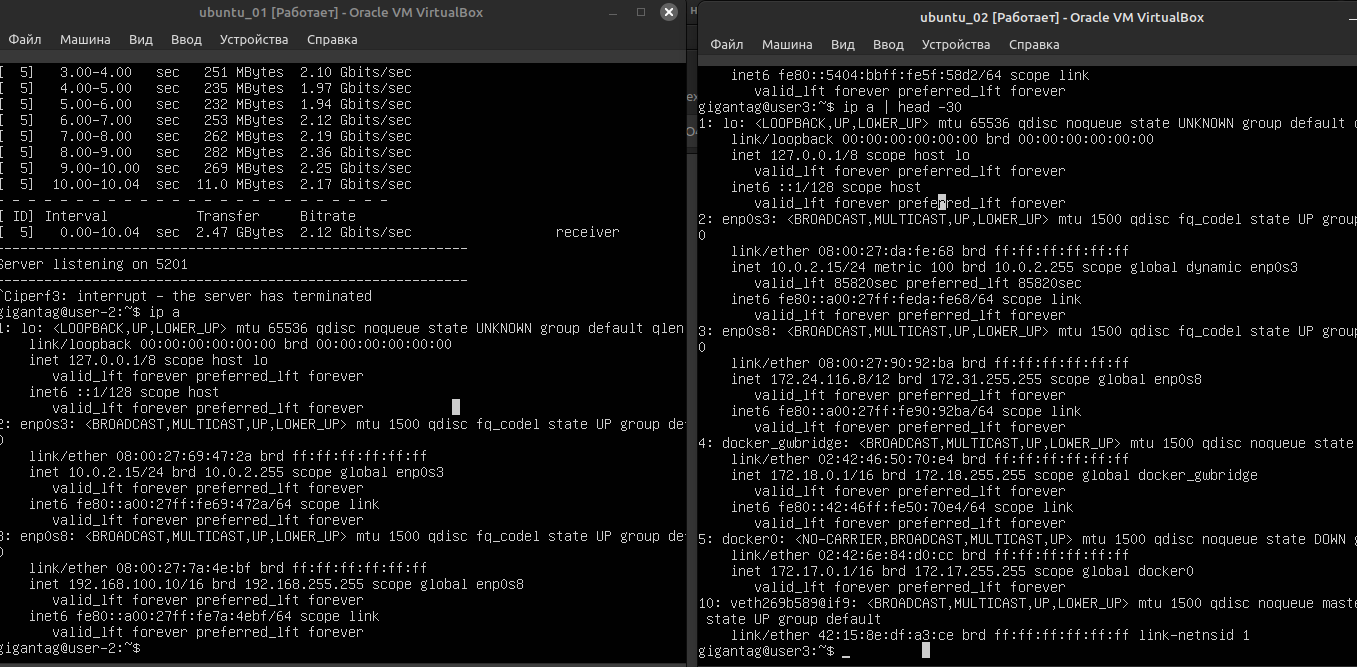 ubuntu_01 [Работает] - Oracle VM VirtualBox
Файл Машина Вид Ввод Устройства Справка
[  5]   3.00-4.00   sec   251 MBytes  2.10 Gbits/sec
[  5]   4.00-5.00   sec   235 MBytes  1.97 Gbits/sec
[  5]   5.00-6.00   sec   232 MBytes  1.94 Gbits/sec
[  5]   6.00-7.00   sec   253 MBytes  2.12 Gbits/sec
[  5]   7.00-8.00   sec   262 MBytes  2.19 Gbits/sec
[  5]   8.00-9.00   sec   282 MBytes  2.36 Gbits/sec
[  5]   9.00-10.00  sec   269 MBytes  2.25 Gbits/sec
[  5]  10.00-10.04  sec  11.0 MBytes  2.17 Gbits/sec
- - - - - - - - - - - - - - - - - - - - - - - - -
[ ID] Interval           Transfer     Bitrate
[  5]   0.00-10.04  sec  2.47 GBytes  2.12 Gbits/sec                  receiver
-----------------------------------------------------------
Server listening on 5201
-----------------------------------------------------------
^Ciperf3: interrupt - the server has terminated
gigantag@user-2:~$ ip a
1: lo: <LOOPBACK,UP,LOWER_UP> mtu 65536 qdisc noqueue state UNKNOWN group default qlen
link/loopback 00:00:00:00:00:00 brd 00:00:00:00:00:00
inet 127.0.0.1/8 scope host lo
valid_lft forever preferred_lft forever
inet6 ::1/128 scope host
valid_lft forever preferred_lft forever
2: enp0s3: <BROADCAST,MULTICAST,UP,LOWER_UP> mtu 1500 qdisc fq_codel state UP group de
0
link/ether 08:00:27:69:47:2a brd ff:ff:ff:ff:ff:ff
inet 10.0.2.15/24 brd 10.0.2.255 scope global enp0s3
valid_lft forever preferred_lft forever
inet6 fe80::a00:27ff:fe69:472a/64 scope link
valid_lft forever preferred_lft forever
3: enp0s8: <BROADCAST,MULTICAST,UP,LOWER_UP> mtu 1500 qdisc fq_codel state UP group de
0
link/ether 08:00:27:7a:4e:bf brd ff:ff:ff:ff:ff:ff
inet 192.168.100.10/16 brd 192.168.255.255 scope global enp0s8
valid_lft forever preferred_lft forever
inet6 fe80::a00:27ff:fe7a:4ebf/64 scope link
valid_lft forever preferred_lft forever
gigantag@user-2:~$
ubuntu_02 [Работает] - Oracle VM VirtualBox
Файл Машина Вид Ввод Устройства Справка
inet6 fe80::5404:bbff:fe5f:58d2/64 scope link
valid_lft forever preferred_lft forever
gigantag@user3:~$ ip a | head -30
1: lo: <LOOPBACK,UP,LOWER_UP> mtu 65536 qdisc noqueue state UNKNOWN group default
link/loopback 00:00:00:00:00:00 brd 00:00:00:00:00:00
inet 127.0.0.1/8 scope host lo
valid_lft forever preferred_lft forever
inet6 ::1/128 scope host
valid_lft forever preferred_lft forever
2: enp0s3: <BROADCAST,MULTICAST,UP,LOWER_UP> mtu 1500 qdisc fq_codel state UP group
0
link/ether 08:00:27:da:fe:68 brd ff:ff:ff:ff:ff:ff
inet 10.0.2.15/24 metric 100 brd 10.0.2.255 scope global dynamic enp0s3
valid_lft 85820sec preferred_lft 85820sec
inet6 fe80::a00:27ff:feda:fe68/64 scope link
valid_lft forever preferred_lft forever
3: enp0s8: <BROADCAST,MULTICAST,UP,LOWER_UP> mtu 1500 qdisc fq_codel state UP group
0
link/ether 08:00:27:90:92:ba brd ff:ff:ff:ff:ff:ff
inet 172.24.116.8/12 brd 172.31.255.255 scope global enp0s8
valid_lft forever preferred_lft forever
inet6 fe80::a00:27ff:fe90:92ba/64 scope link
valid_lft forever preferred_lft forever
4: docker_gwbridge: <BROADCAST,MULTICAST,UP,LOWER_UP> mtu 1500 qdisc noqueue state
link/ether 02:42:46:50:70:e4 brd ff:ff:ff:ff:ff:ff
inet 172.18.0.1/16 brd 172.18.255.255 scope global docker_gwbridge
valid_lft forever preferred_lft forever
inet6 fe80::42:46ff:fe50:70e4/64 scope link
valid_lft forever preferred_lft forever
5: docker0: <NO-CARRIER,BROADCAST,MULTICAST,UP> mtu 1500 qdisc noqueue state DOWN g
link/ether 02:42:6e:84:d0:cc brd ff:ff:ff:ff:ff:ff
inet 172.17.0.1/16 brd 172.17.255.255 scope global docker0
valid_lft forever preferred_lft forever
10: veth269b589@if9: <BROADCAST,MULTICAST,UP,LOWER_UP> mtu 1500 qdisc noqueue maste
state UP group default
link/ether 42:15:8e:df:a3:ce brd ff:ff:ff:ff:ff:ff link-netnsid 1
gigantag@user3:~$ _